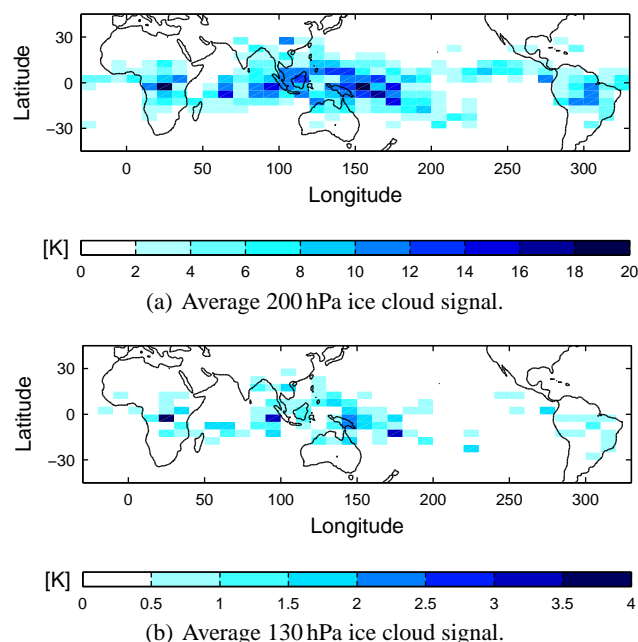 30
0
−30
Latitude
0 50 100 150 200 250 300
Longitude
[K]
0 2 4 6 8 10 12 14 16 18 20
(a) Average 200 hPa ice cloud signal.
30
0
−30
Latitude
0 50 100 150 200 250 300
Longitude
[K]
0 0.5 1 1.5 2 2.5 3 3.5 4
(b) Average 130 hPa ice cloud signal.